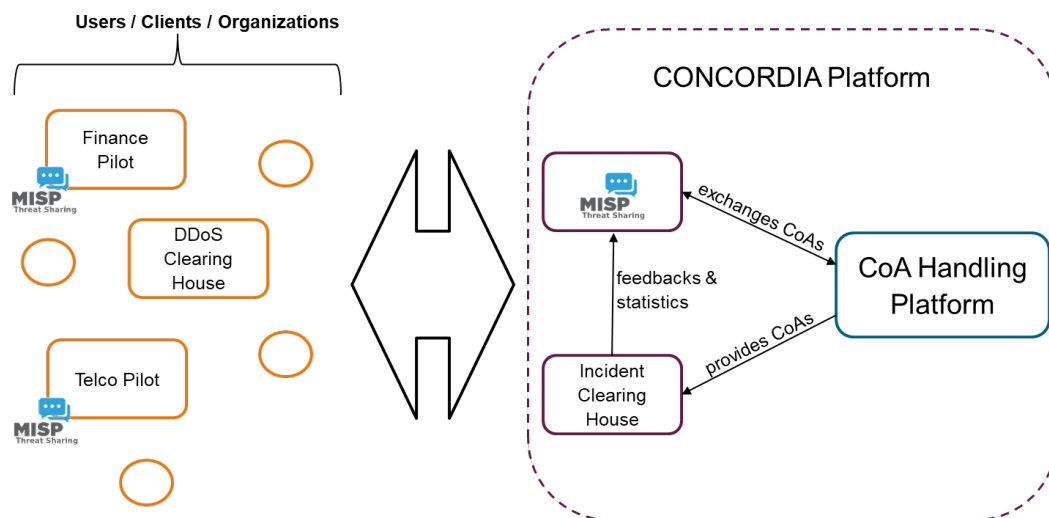 Users / Clients / Organizations
Finance
Pilot
MISP
Threat Sharing
DDoS
Clearing
House
Telco Pilot
MISP
Threat Sharing
CONCORDIA Platform
MISP
Threat Sharing
exchanges CoAs
feedbacks &
statistics
CoA Handling
Platform
provides CoAs
Incident
Clearing
House